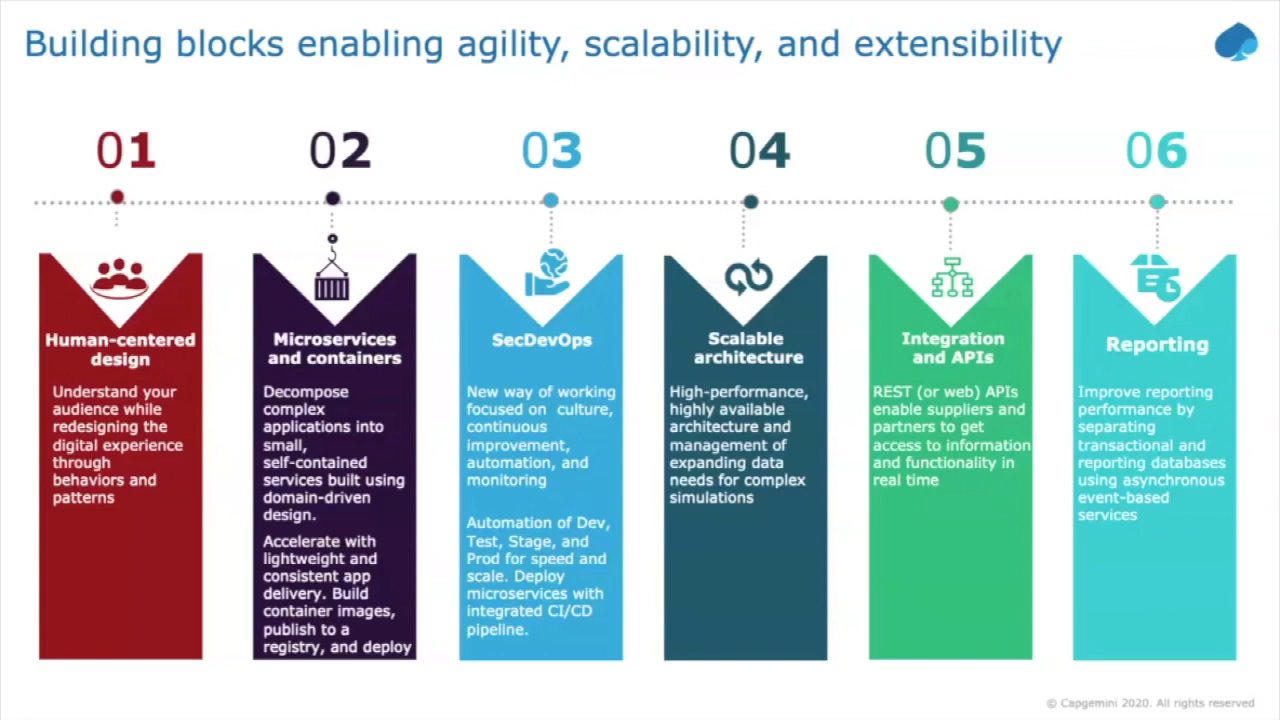 Building blocks enabling agility, scalability, and extensibility
01
02
03
04
05
06
Human-centered
design
Understand your
audience while
redesigning the
digital experience
through
behaviors and
patterns
Microservices
and containers
Decompose
complex
applications into
small,
self-contained
services built using
domain-driven
design.
Accelerate with
lightweight and
consistent app
delivery. Build
container images,
publish to a
registry, and deploy
SecDevOps
New way of working
focused on culture,
continuous
improvement,
automation, and
monitoring
Automation of Dev,
Test, Stage, and
Prod for speed and
scale. Deploy
microservices with
integrated CI/CD
pipeline.
Scalable
architecture
High-performance,
highly available
architecture and
management of
expanding data
needs for complex
simulations
Integration
and APIs
REST (or web) APIs
enable suppliers and
partners to get
access to information
and functionality in
real time
Reporting
Improve reporting
performance by
separating
transactional and
reporting databases
using asynchronous
event-based
services
© Capgemini 2020. All rights reserved